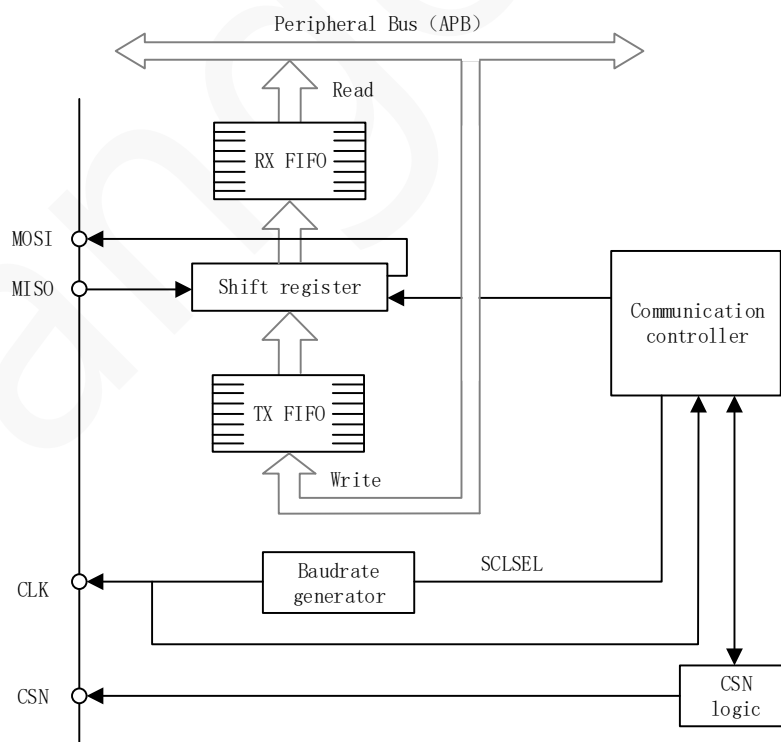 Peripheral Bus（APB）
Read
RX FIFO
MOSI
MISO
Shift register
Communication
controller
TX FIFO
Write
SCLSEL
Baudrate
generator
CLK
CSN
CSN
logic